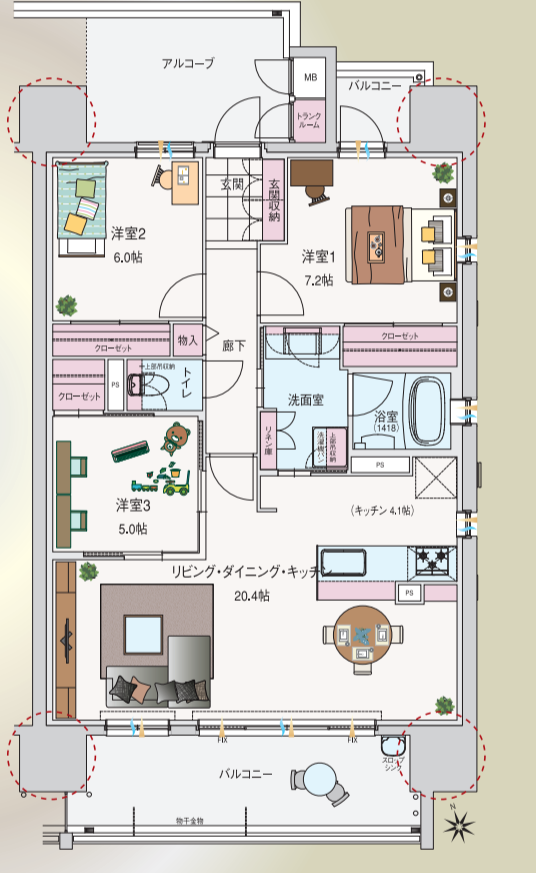 アルコーブ
MB
バルコニー
トランク
ルーム
玄関
玄関収納
洋室2
6.0帖
洋室1
7.2帖
クローゼット
物入
廊下
クローゼット
クローゼット
PS
上部吊収納
トイレ
洗面室
浴室
(1418)
リネン庫
洗濯機パン
上部吊収納
PS
洋室3
5.0帖
(キッチン 4.1帖)
リビング・ダイニング・キッチ
20.4帖
PS
FIX
FIX
バルコニー
スロップ
シンク
物干金物
N